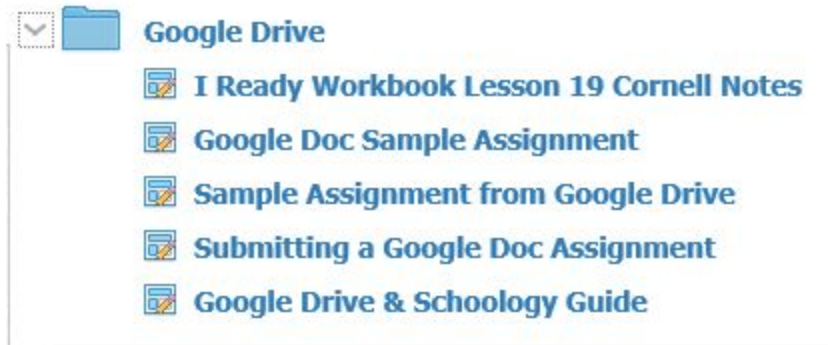 Google Drive
I Ready Workbook Lesson 19 Cornell Notes
Google Doc Sample Assignment
Sample Assignment from Google Drive
Submitting a Google Doc Assignment
Google Drive & Schoology Guide